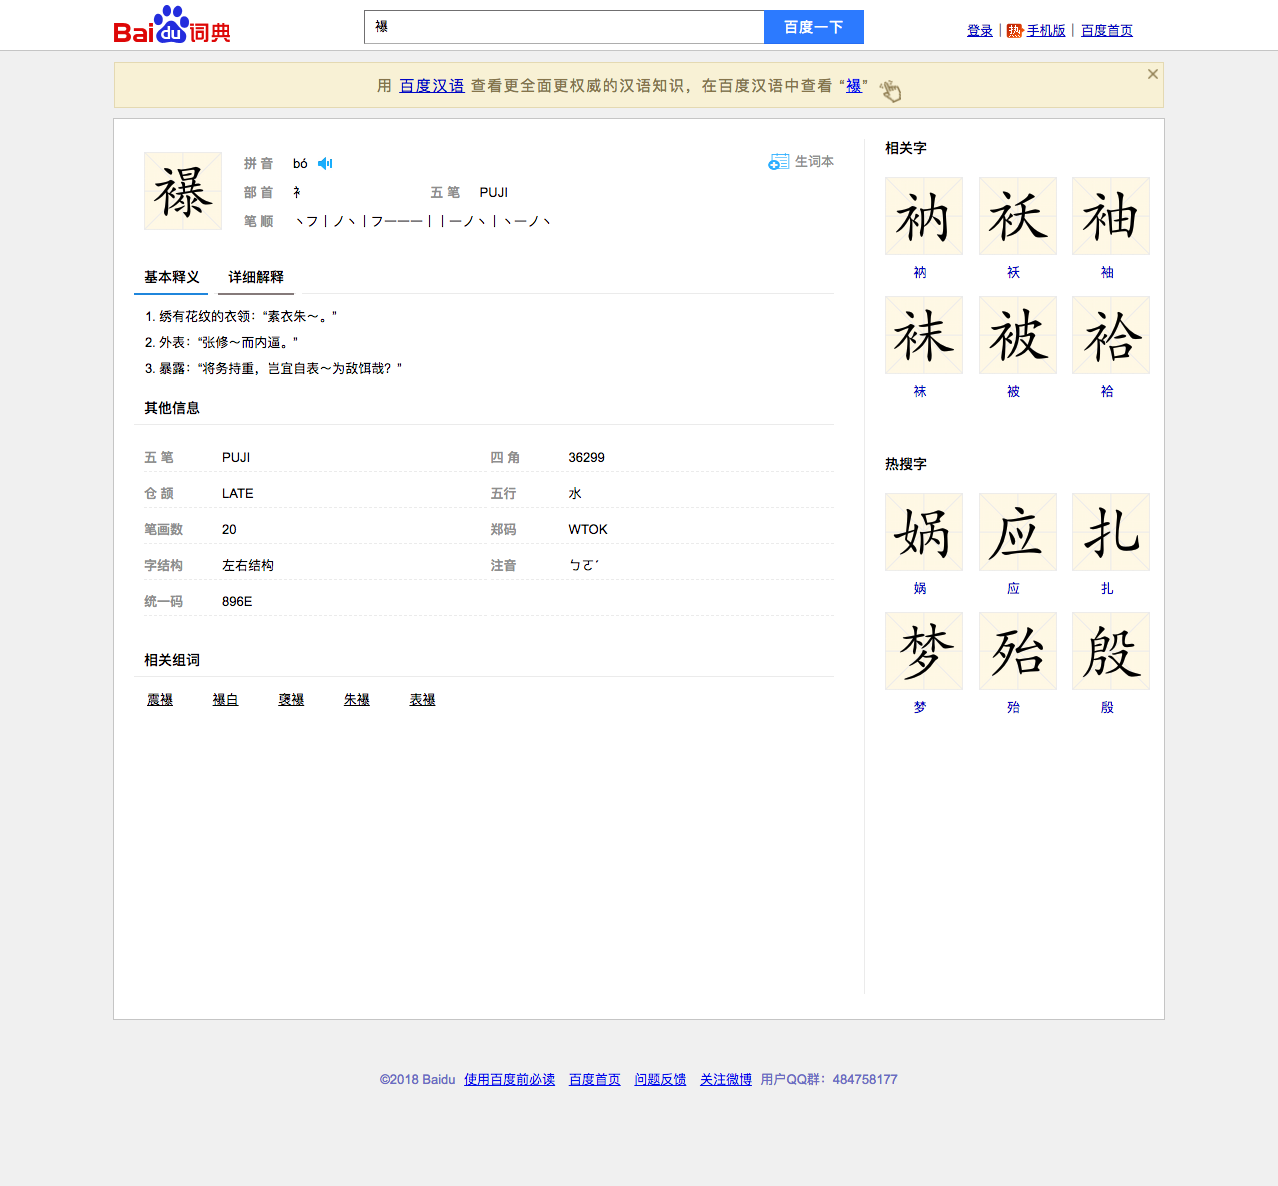 Baidu词典
襮
百度一下
登录 | 热 手机版 | 百度首页
用 百度汉语 查看更全面更权威的汉语知识，在百度汉语中查看 “襮”
襮
拼 音 bó
生词本
部 首 衤 五 笔 PUJI
笔 顺 丶フ丨ノ丶丨フ一一一丨丨一ノ丶丨丶一ノ丶
基本释义 详细解释
1. 绣有花纹的衣领：“素衣朱～。”
2. 外表：“张修～而内逼。”
3. 暴露：“将务持重，岂宜自表～为敌饵哉？”
其他信息
五 笔 PUJI 四 角 36299
仓 颉 LATE 五行 水
笔画数 20 郑码 WTOK
字结构 左右结构 注音 ㄅㄛˊ
统一码 896E
相关组词
震襮 襮白 褒襮 朱襮 表襮
相关字
衲 袄 袖
衲 袄 袖
袜 被 袷
袜 被 袷
热搜字
娲 应 扎
娲 应 扎
梦 殆 殷
梦 殆 殷
©2018 Baidu 使用百度前必读 百度首页 问题反馈 关注微博 用户QQ群：484758177